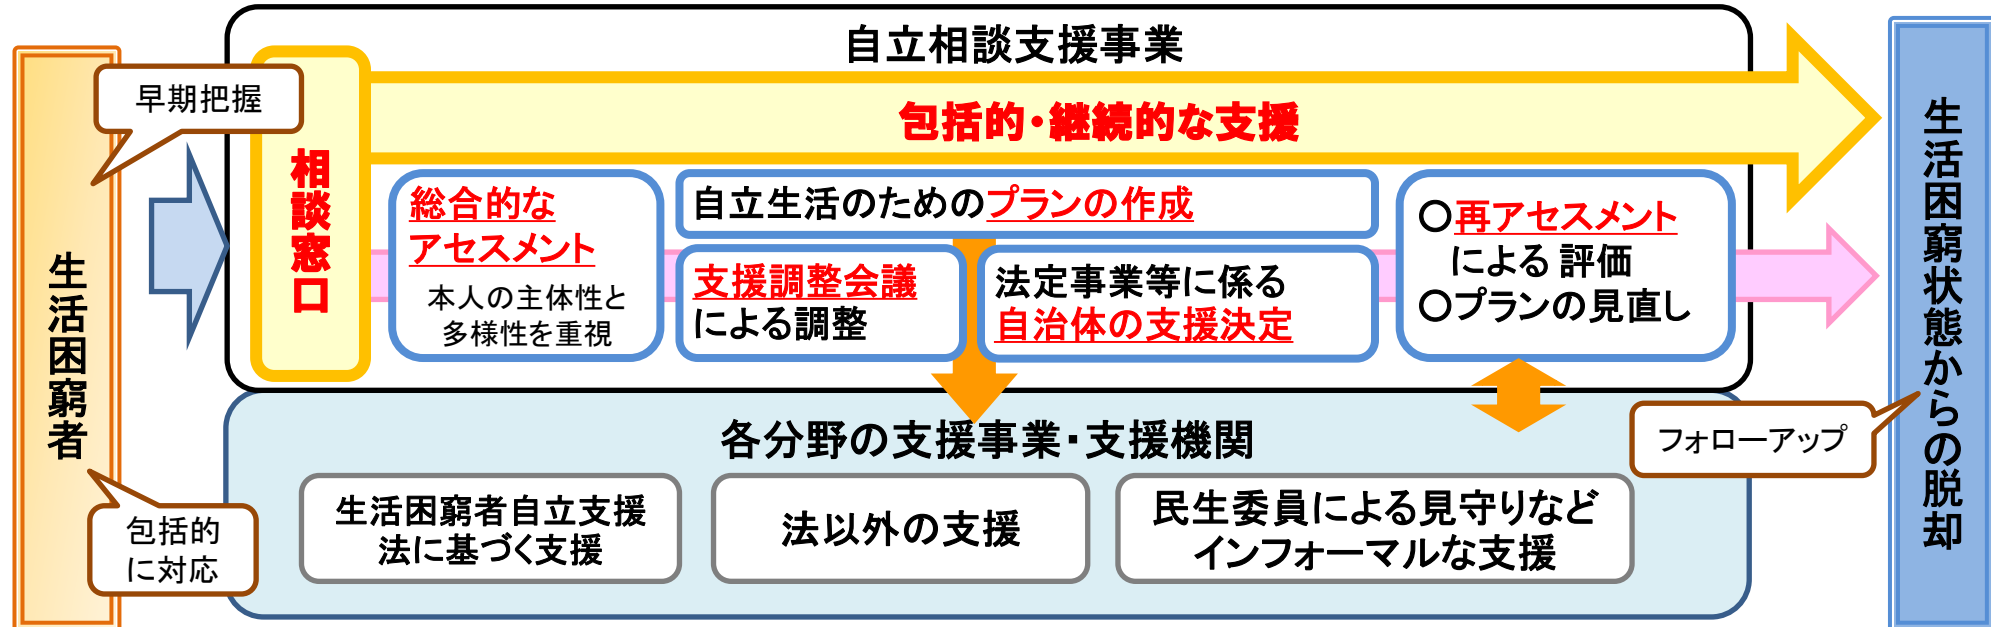 自立相談支援事業
早期把握
包括的・継続的な支援
生活困窮者
相談窓口
総合的な
アセスメント
本人の主体性と
多様性を重視
自立生活のためのプランの作成
支援調整会議
による調整
法定事業等に係る
自治体の支援決定
〇再アセスメント
による 評価
〇プランの見直し
生活困窮状態からの脱却
フォローアップ
各分野の支援事業・支援機関
包括的
に対応
生活困窮者自立支援
法に基づく支援
法以外の支援
民生委員による見守りなど
インフォーマルな支援